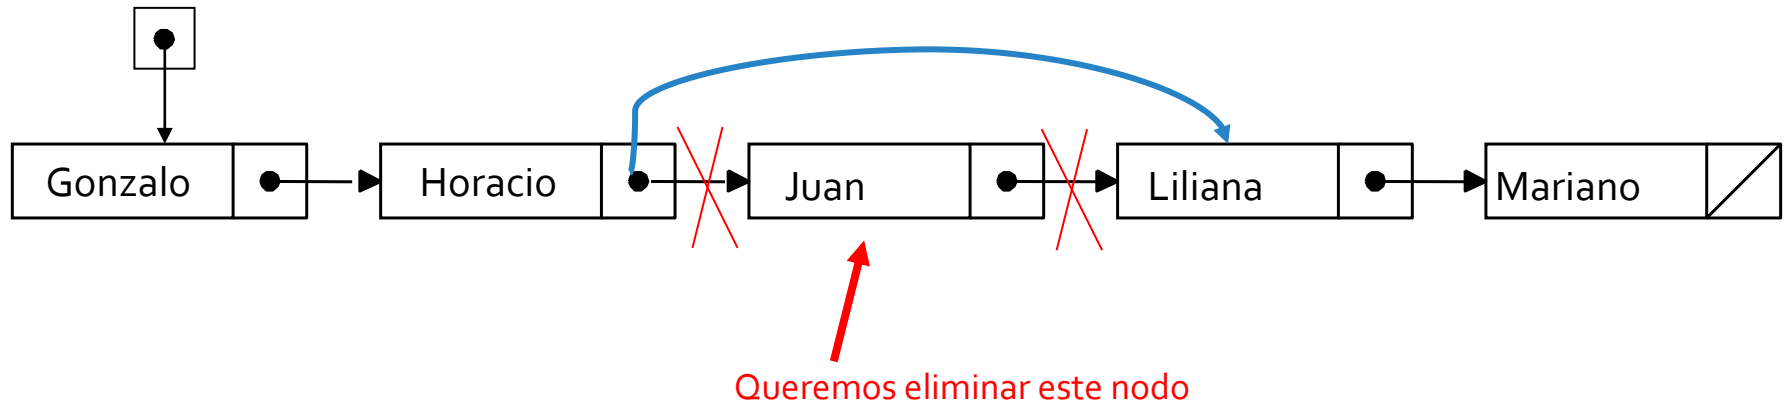 Gonzalo
Horacio
Juan
Liliana
Mariano
Queremos eliminar este nodo